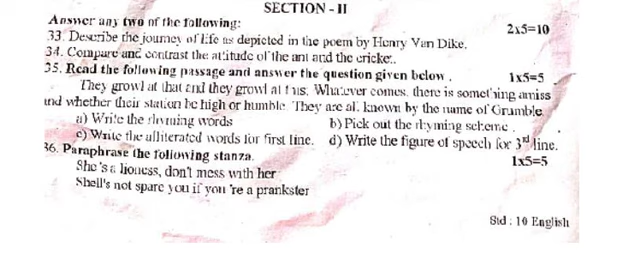 SECTION - II
Answer any two of the following: 2x5=10
33. Describe the journey of life as depicted in the poem by Henry Van Dike.
34. Compare and contrast the attitude of the ant and the cricket.
35. Read the following passage and answer the question given below . 1x5=5
They growl at that and they growl at this. Whatever comes, there is something amiss
and whether their station be high or humble. They are all known by the name of Grumble.
a) Write the rhyming words b) Pick out the rhyming scheme .
c) Write the alliterated words for first line. d) Write the figure of speech for 3rd line.
36. Paraphrase the following stanza. 1x5=5
She 's a lioness, don't mess with her
Shell's not spare you if you 're a prankster
Std : 10 English